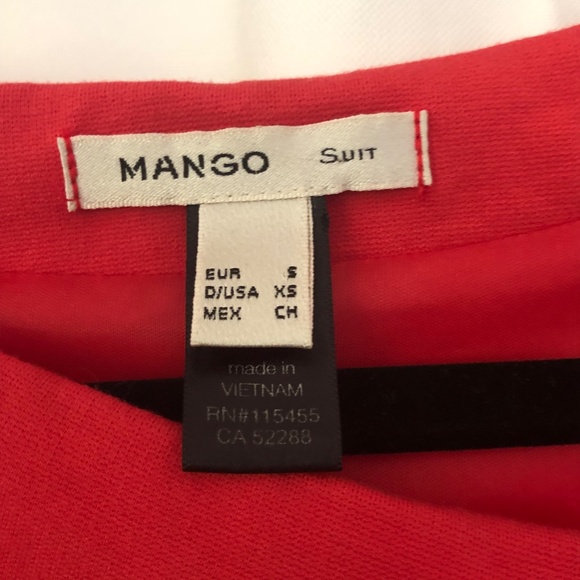 MANGO SUIT
EUR S
D/USA XS
MEX CH
made in
VIETNAM
RN#115455
CA 52288